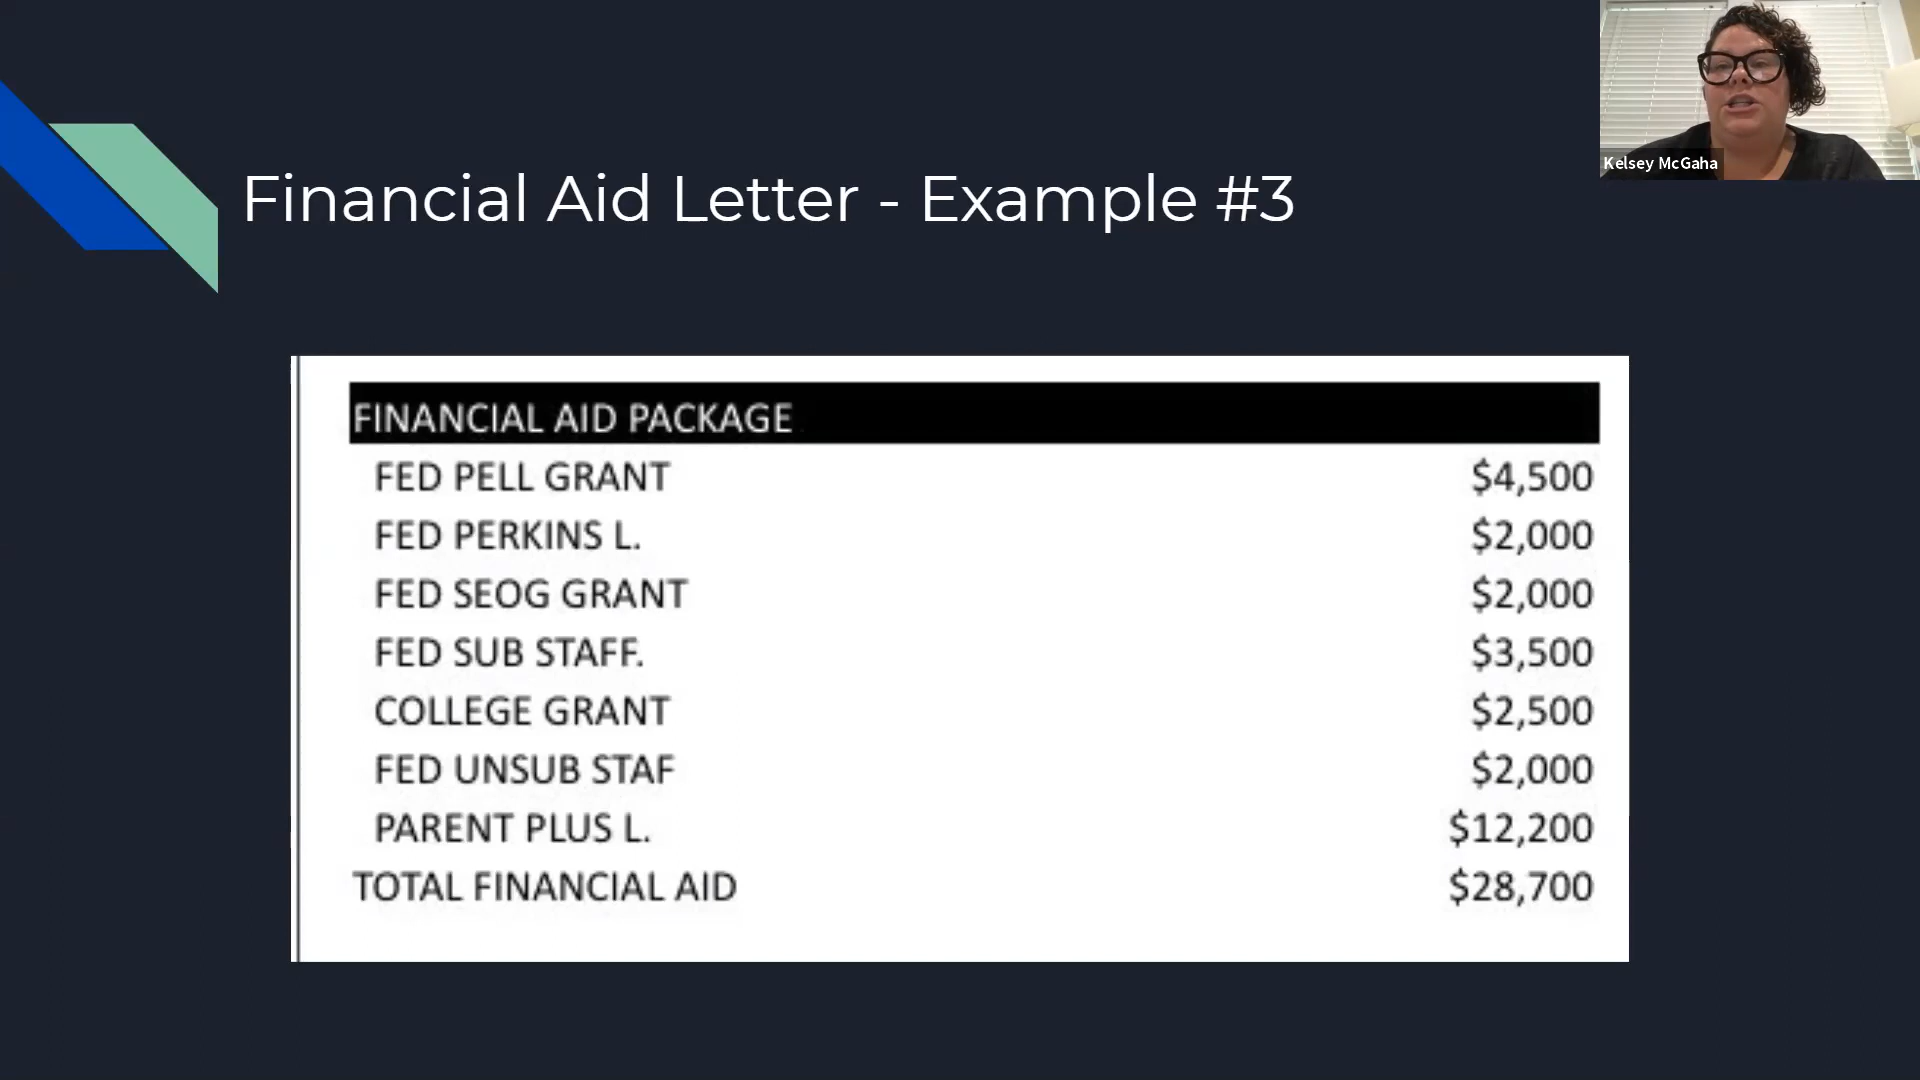 Kelsey McGaha
Financial Aid Letter - Example #3
FINANCIAL AID PACKAGE
FED PELL GRANT $4,500
FED PERKINS L. $2,000
FED SEOG GRANT $2,000
FED SUB STAFF. $3,500
COLLEGE GRANT $2,500
FED UNSUB STAF $2,000
PARENT PLUS L. $12,200
TOTAL FINANCIAL AID $28,700